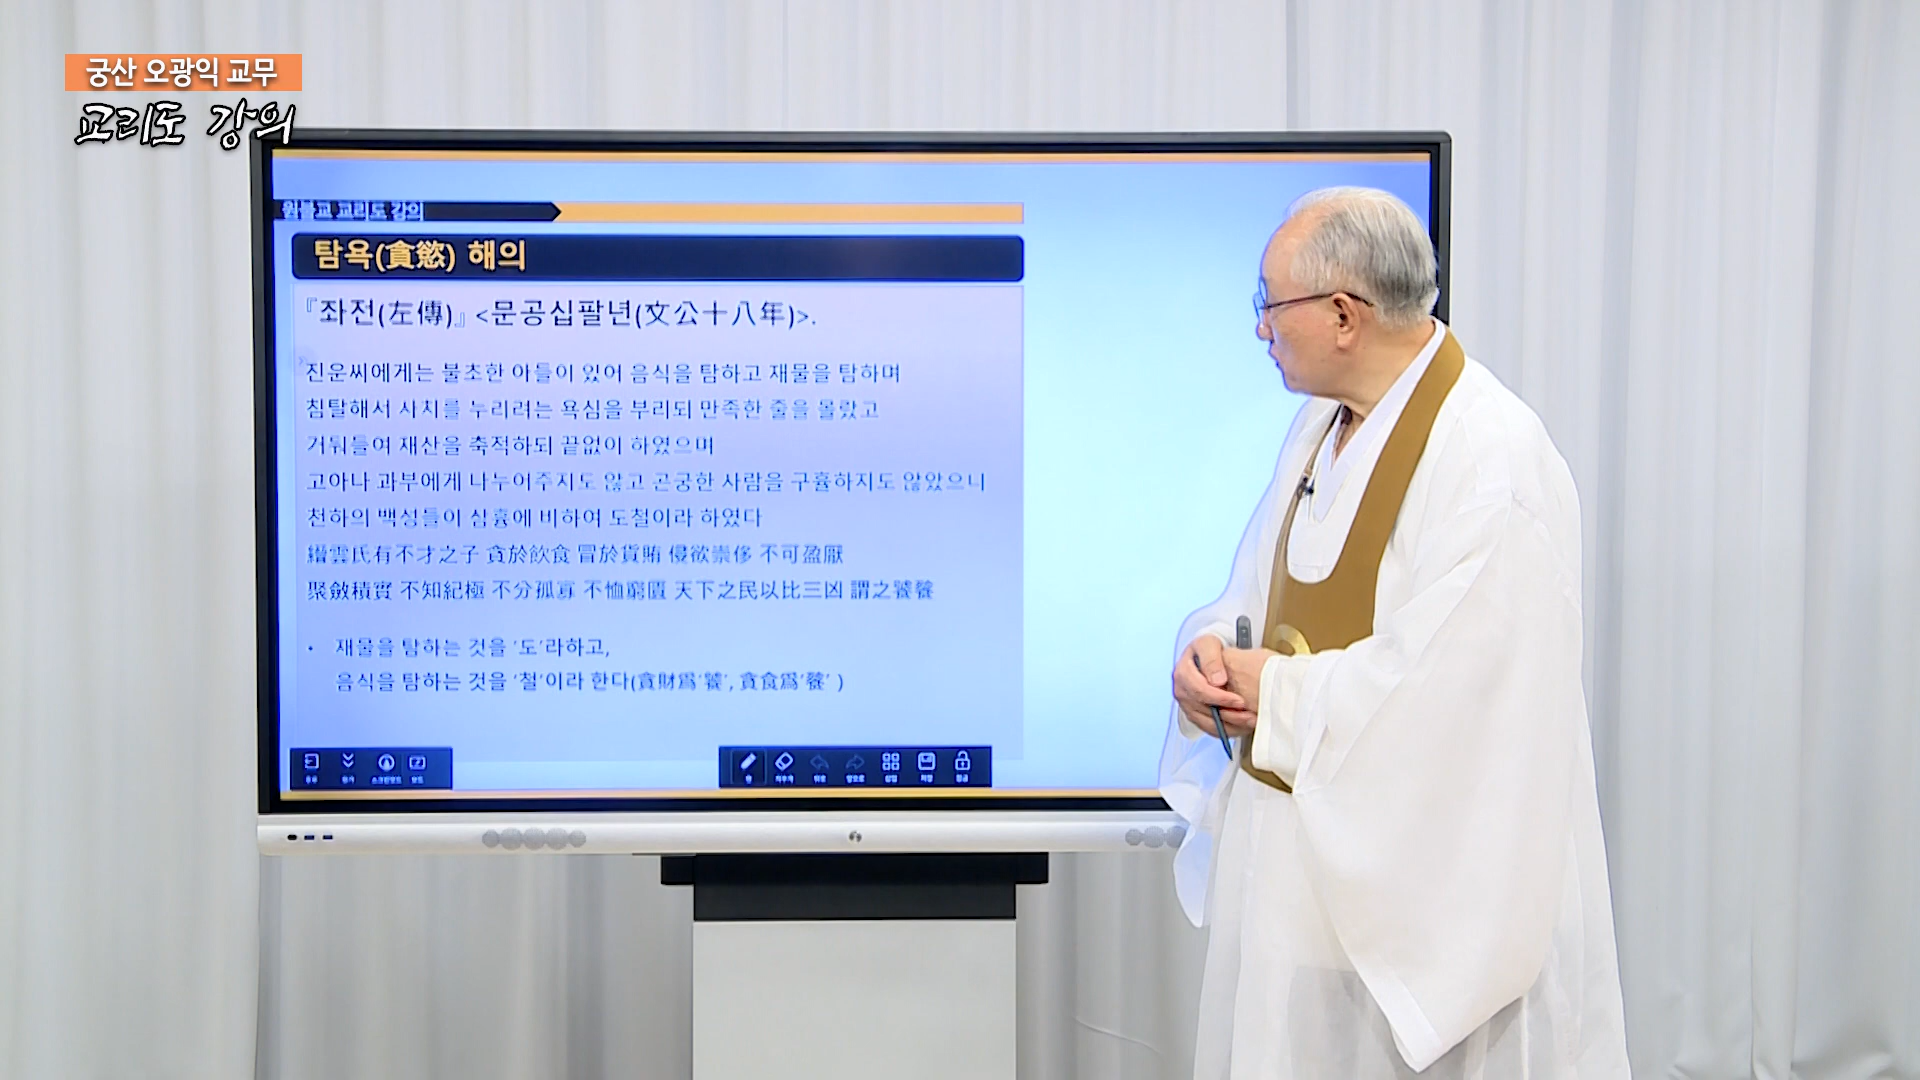 궁산 오광익 교무
교리도 강의
원불교 교리도 강의
탐욕(貪慾) 해의
『좌전(左傳)』 <문공십팔년(文公十八年)>.
진운씨에게는 불초한 아들이 있어 음식을 탐하고 재물을 탐하며
침탈해서 사치를 누리려는 욕심을 부리되 만족한 줄을 몰랐고
거둬들여 재산을 축적하되 끝없이 하였으며
고아나 과부에게 나누어주지도 않고 곤궁한 사람을 구휼하지도 않았으니
천하의 백성들이 삼흉에 비하여 도철이라 하였다
縉雲氏有不才之子 貪於飮食 冒於貨賄 侵欲崇侈 不可盈厭
聚斂積實 不知紀極 不分孤寡 不恤窮匱 天下之民以比三凶 謂之饕餮
• 재물을 탐하는 것을 '도'라하고,
음식을 탐하는 것을 '철'이라 한다(貪財爲'饕', 貪食爲'餮' )